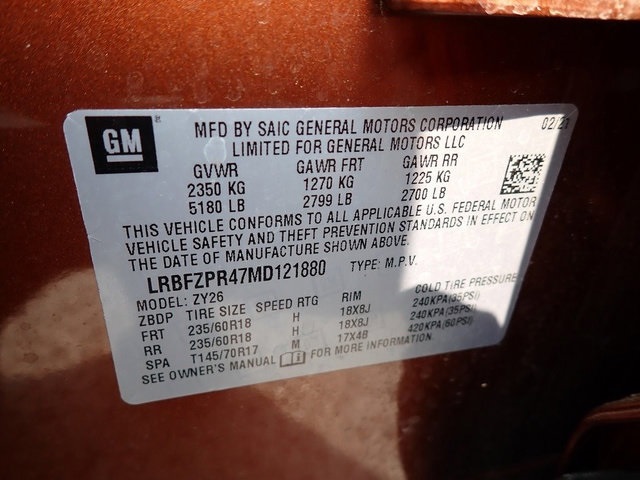 GM
MFD BY SAIC GENERAL MOTORS CORPORATION 02/21
LIMITED FOR GENERAL MOTORS LLC
GVWR GAWR FRT GAWR RR
2350 KG 1270 KG 1225 KG
5180 LB 2799 LB 2700 LB
THIS VEHICLE CONFORMS TO ALL APPLICABLE U.S. FEDERAL MOTOR
VEHICLE SAFETY AND THEFT PREVENTION STANDARDS IN EFFECT ON
THE DATE OF MANUFACTURE SHOWN ABOVE.
LRBFZPR47MD121880 TYPE: M.P.V.
MODEL: ZY26
ZBDP TIRE SIZE SPEED RTG RIM COLD TIRE PRESSURE
FRT 235/60R18 H 18X8J 240KPA(35PSI)
RR 235/60R18 H 18X8J 240KPA(35PSI)
SPA T145/70R17 M 17X4B 420KPA(60PSI)
SEE OWNER'S MANUAL FOR MORE INFORMATION